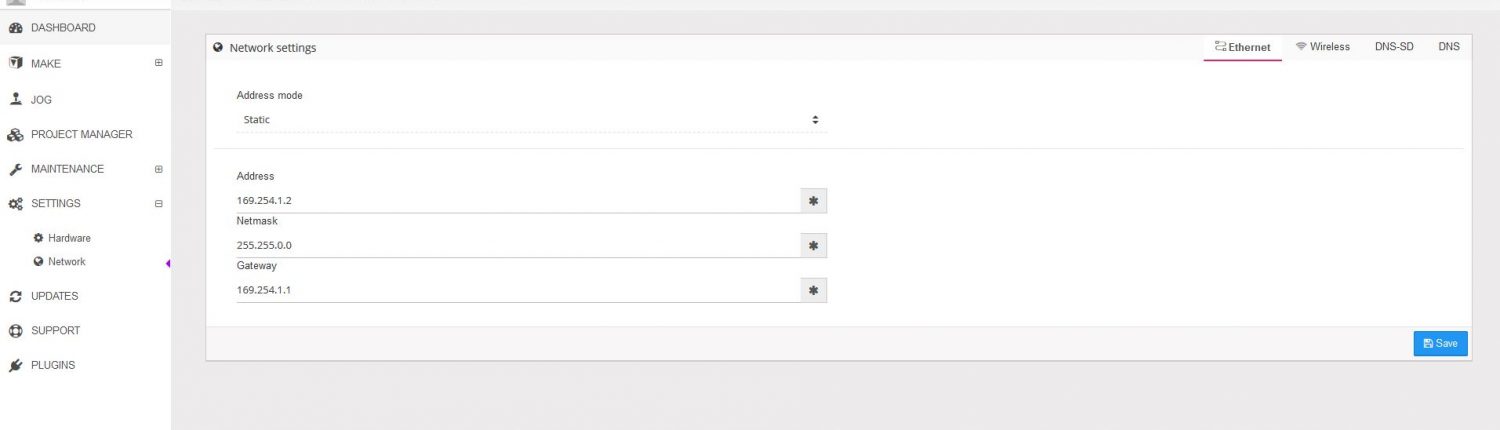 DASHBOARD
MAKE
JOG
PROJECT MANAGER
MAINTENANCE
SETTINGS
Hardware
Network
UPDATES
SUPPORT
PLUGINS
Network settings
Ethernet
Wireless
DNS-SD
DNS
Address mode
Static
Address
169.254.1.2
Netmask
255.255.0.0
Gateway
169.254.1.1
Save